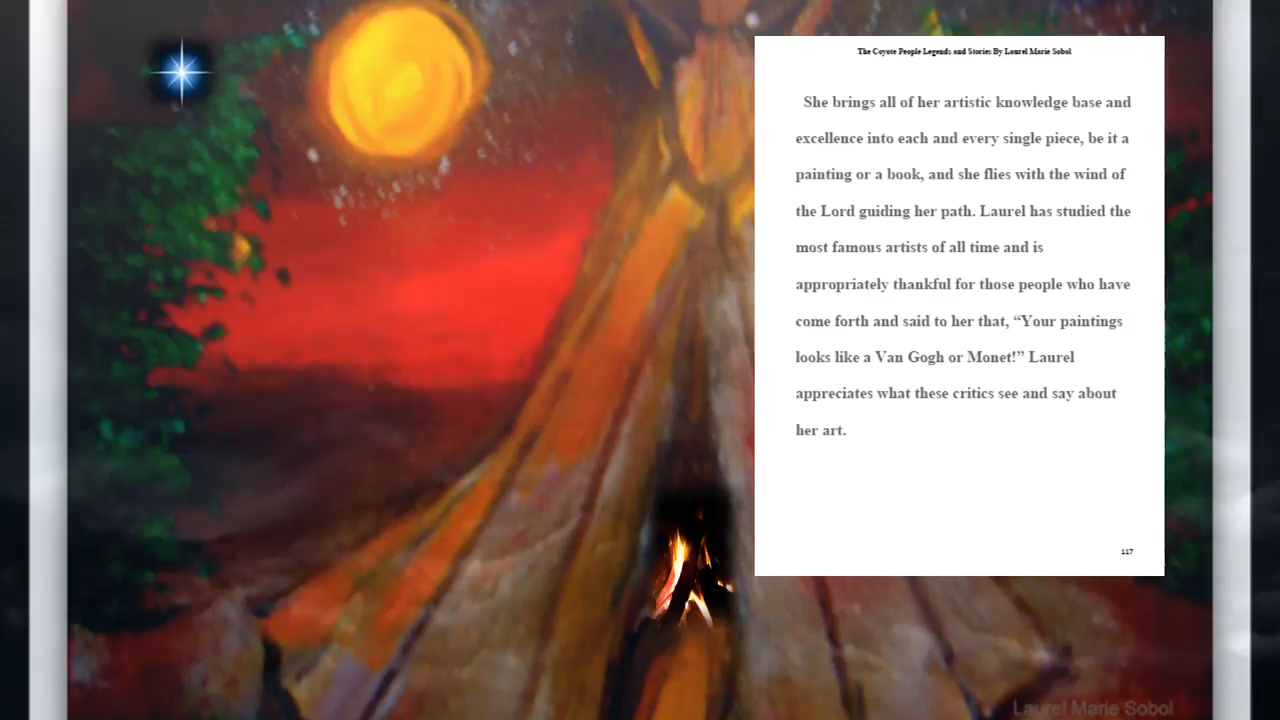 The Coyote People Legends and Stories By Laurel Marie Sobol
She brings all of her artistic knowledge base and
excellence into each and every single piece, be it a
painting or a book, and she flies with the wind of
the Lord guiding her path. Laurel has studied the
most famous artists of all time and is
appropriately thankful for those people who have
come forth and said to her that, “Your paintings
looks like a Van Gogh or Monet!” Laurel
appreciates what these critics see and say about
her art.
117
Laurel Marie Sobol